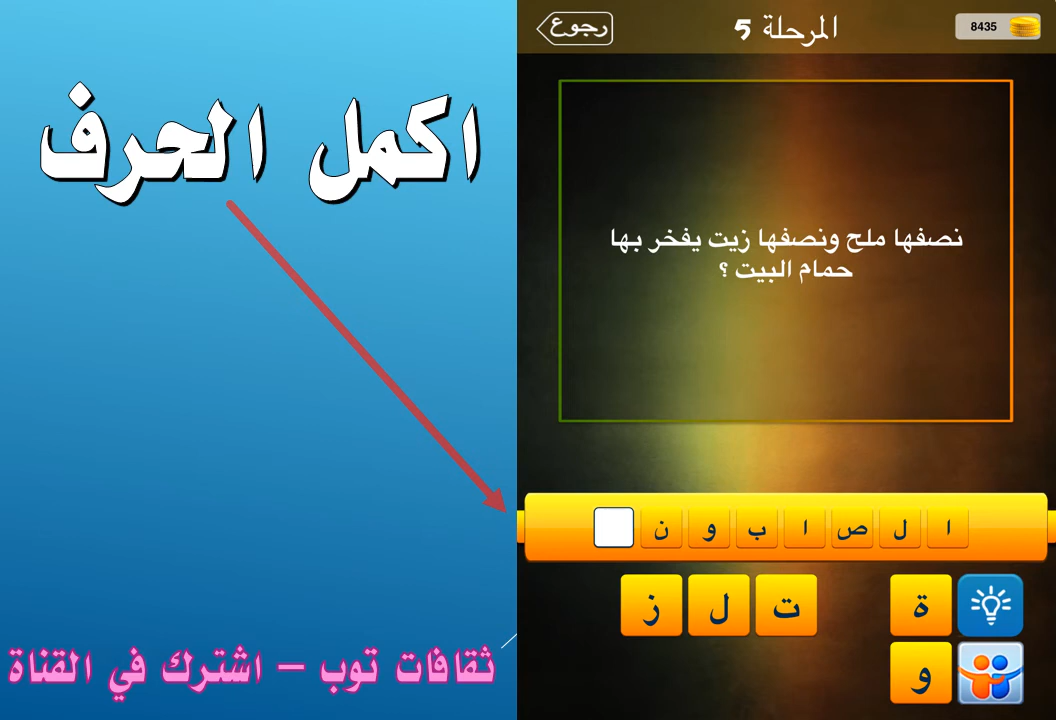 رجوع
المرحلة 5
8435
اكمل الحرف
نصفها ملح ونصفها زيت يفخر بها
حمام البيت ؟
ا ل ص ا ب و ن
ة ت ل ز
و
ثقافات توب – اشترك في القناة